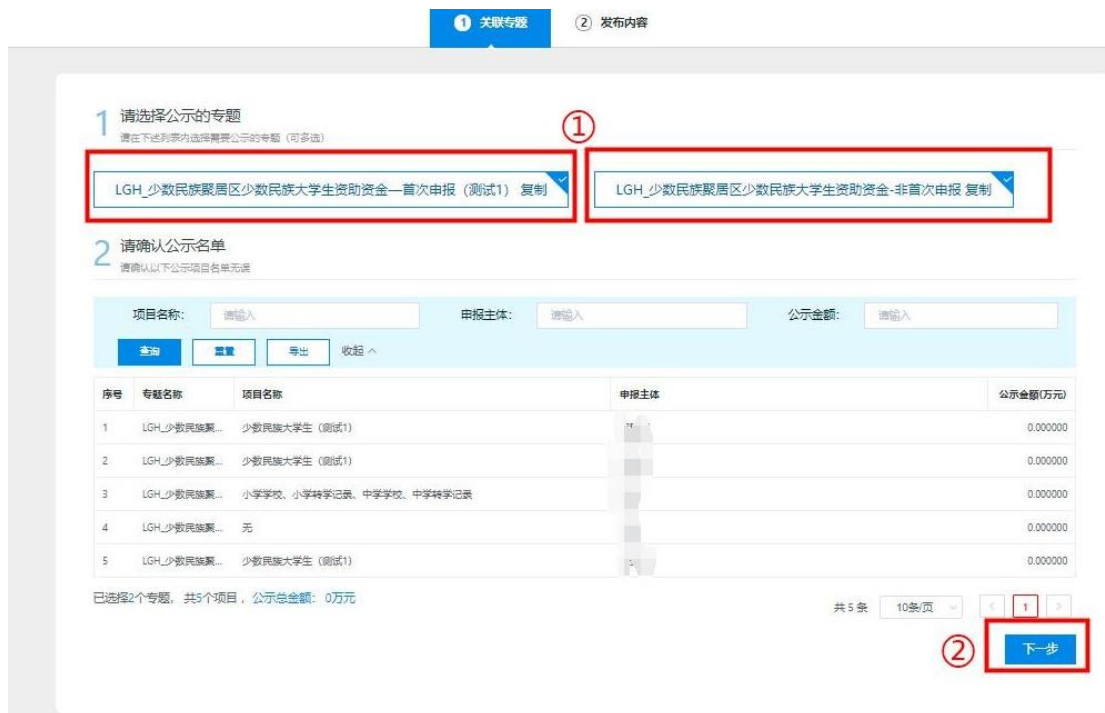 1 关联专题 2 发布内容
1 请选择公示的专题
请在下述列表内选择需要公示的专题（可多选）
①
LGH_少数民族聚居区少数民族大学生资助资金—首次申报（测试1） 复制 LGH_少数民族聚居区少数民族大学生资助资金-非首次申报 复制
2 请确认公示名单
请确认以下公示项目名单无误
项目名称: 请输入 申报主体: 请输入 公示金额: 请输入
查询 重置 导出 收起
序号 专题名称 项目名称 申报主体 公示金额(万元)
1 LGH_少数民族聚... 少数民族大学生（测试1） 0.000000
2 LGH_少数民族聚... 少数民族大学生（测试1） 0.000000
3 LGH_少数民族聚... 小学学校、小学转学记录、中学学校、中学转学记录 0.000000
4 LGH_少数民族聚... 无 0.000000
5 LGH_少数民族聚... 少数民族大学生（测试1） 0.000000
已选择2个专题，共5个项目，公示总金额：0万元
共 5 条 10条/页 < 1 >
② 下一步